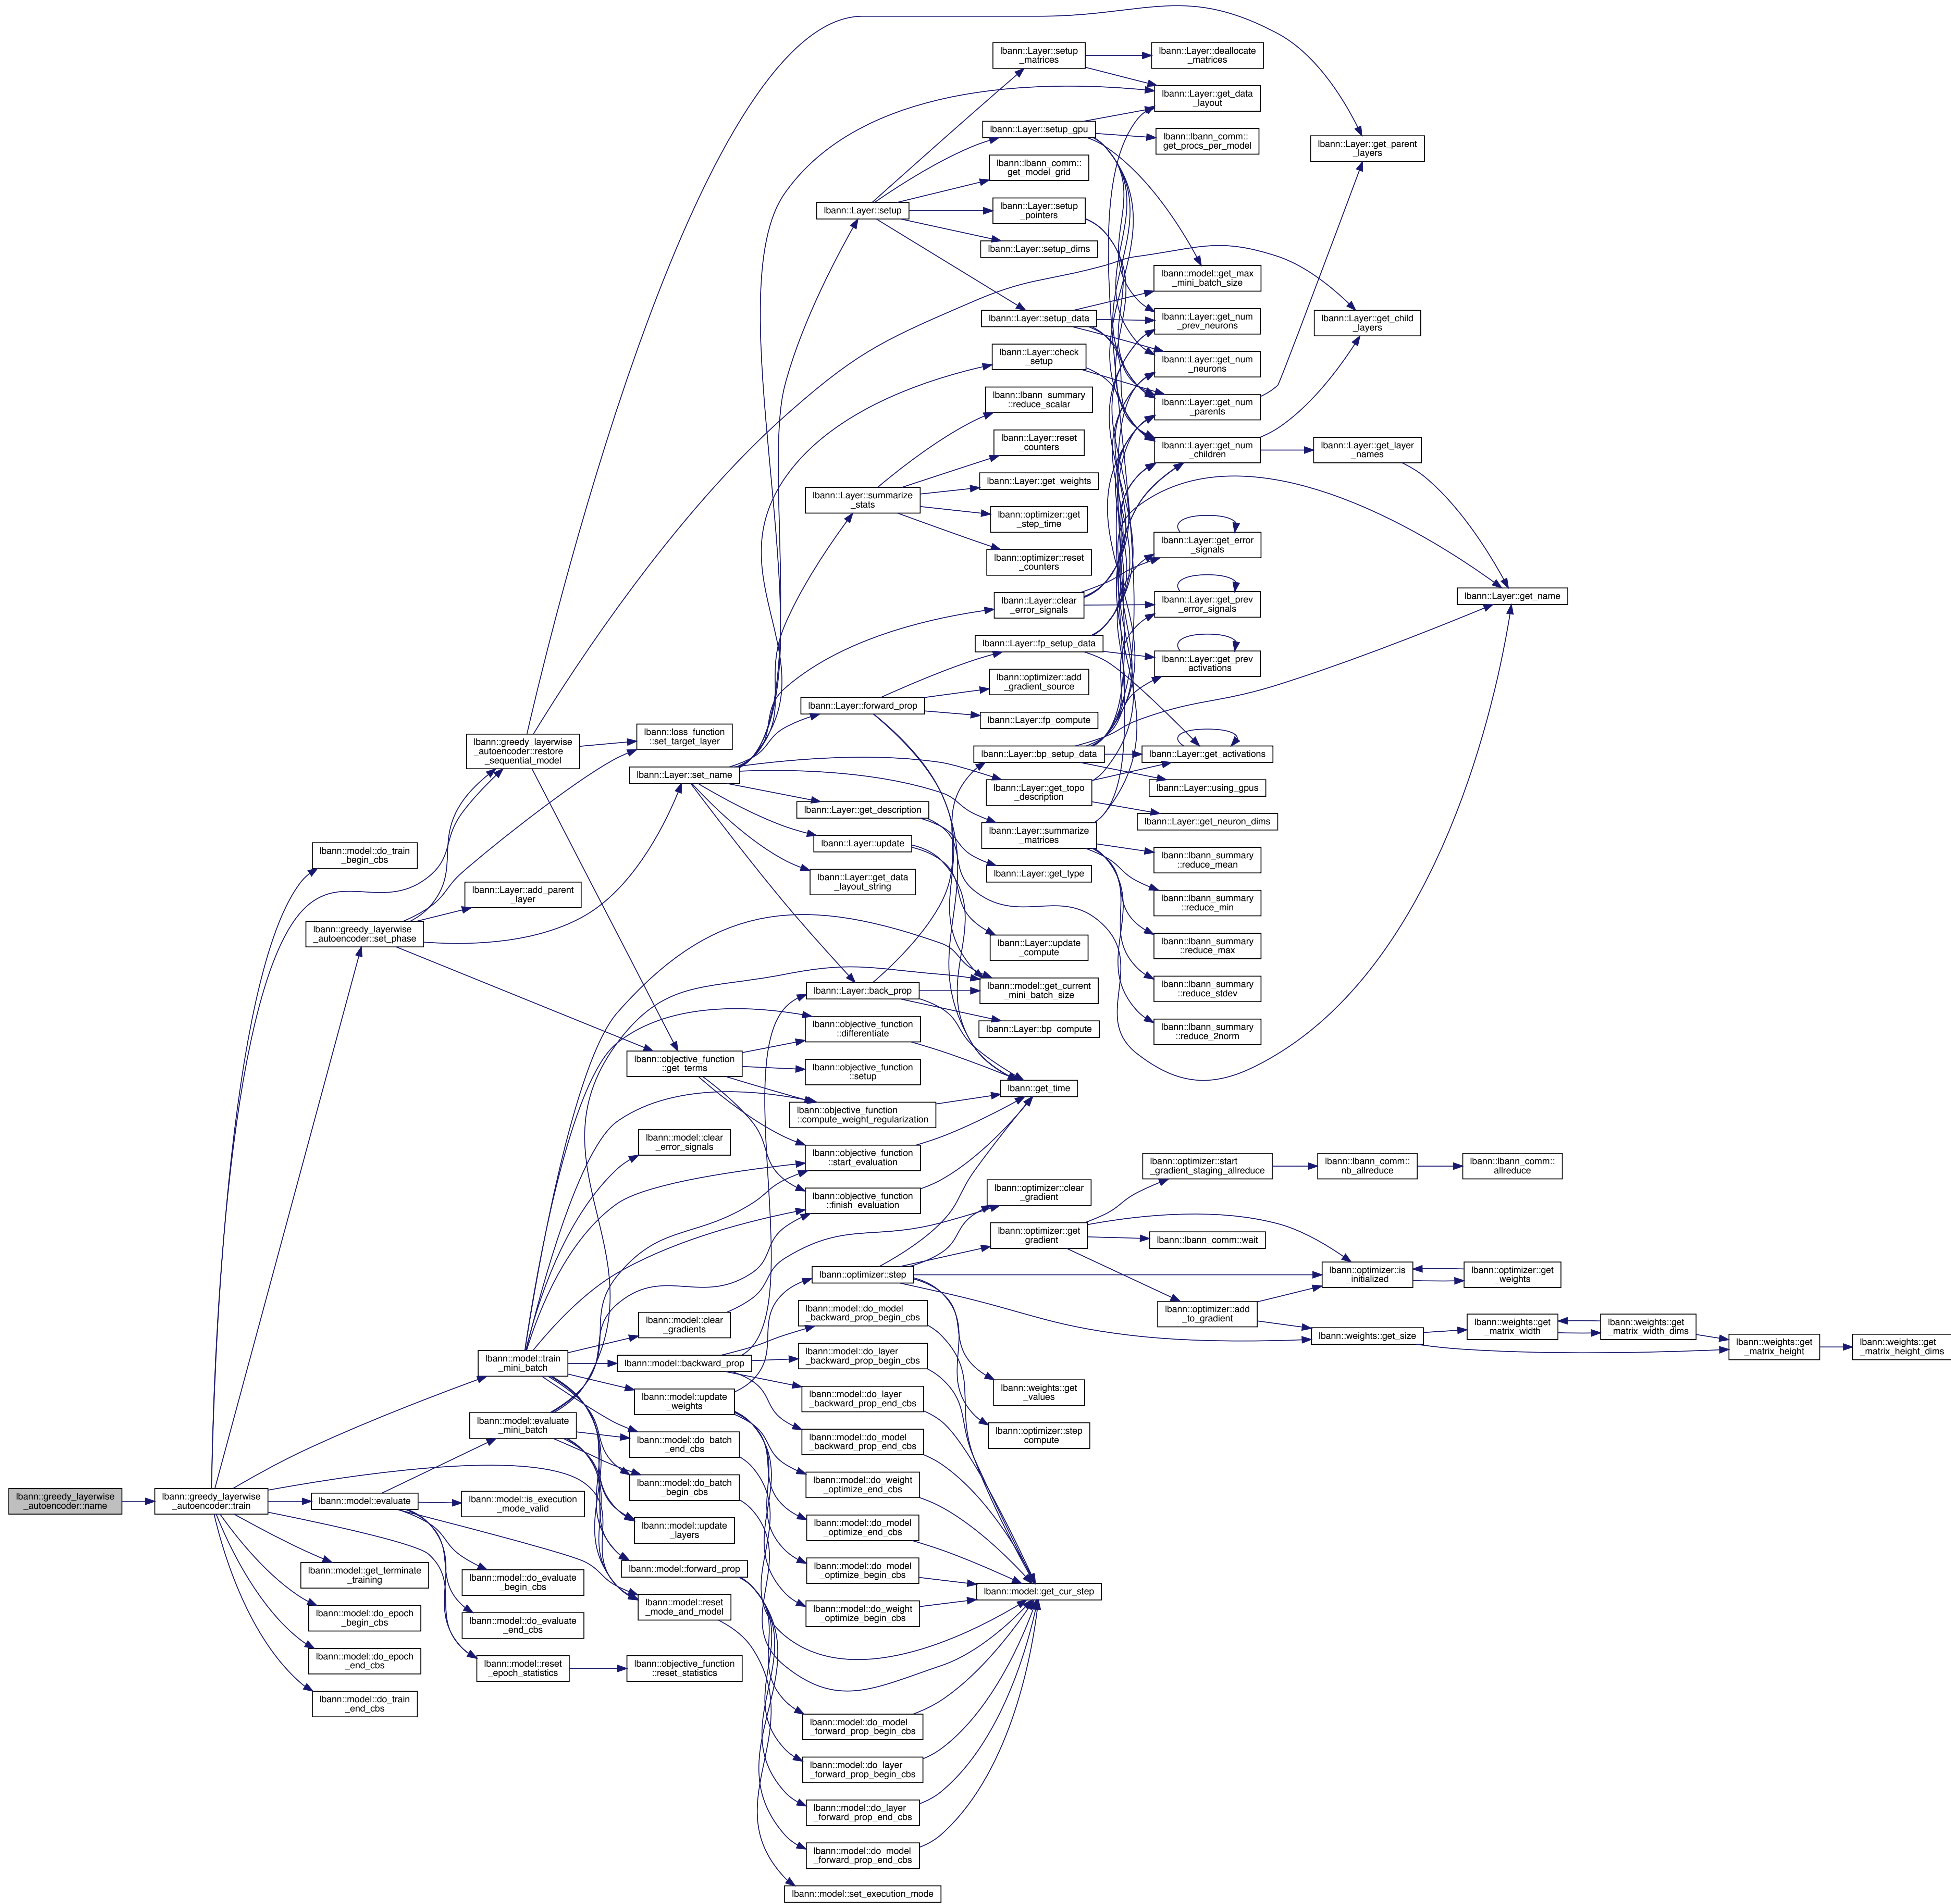 lbann::greedy_layerwise
_autoencoder::name
lbann::greedy_layerwise
_autoencoder::train
lbann::model::do_train
_begin_cbs
lbann::greedy_layerwise
_autoencoder::set_phase
lbann::model::evaluate
lbann::model::get_terminate
_training
lbann::model::do_epoch
_begin_cbs
lbann::model::do_epoch
_end_cbs
lbann::model::do_train
_end_cbs
lbann::greedy_layerwise
_autoencoder::restore
_sequential_model
lbann::Layer::add_parent
_layer
lbann::model::train
_mini_batch
lbann::model::evaluate
_mini_batch
lbann::model::is_execution
_mode_valid
lbann::model::do_evaluate
_begin_cbs
lbann::model::do_evaluate
_end_cbs
lbann::model::reset
_epoch_statistics
lbann::loss_function
::set_target_layer
lbann::Layer::set_name
lbann::objective_function
::get_terms
lbann::model::clear
_error_signals
lbann::model::clear
_gradients
lbann::model::backward_prop
lbann::model::update
_weights
lbann::model::do_batch
_end_cbs
lbann::model::do_batch
_begin_cbs
lbann::model::update
_layers
lbann::model::forward_prop
lbann::model::reset
_mode_and_model
lbann::objective_function
::reset_statistics
lbann::Layer::setup
lbann::Layer::summarize
_stats
lbann::Layer::forward_prop
lbann::Layer::get_description
lbann::Layer::update
lbann::Layer::get_data
_layout_string
lbann::Layer::back_prop
lbann::objective_function
::differentiate
lbann::objective_function
::setup
lbann::objective_function
::compute_weight_regularization
lbann::objective_function
::start_evaluation
lbann::objective_function
::finish_evaluation
lbann::optimizer::step
lbann::model::do_model
_backward_prop_begin_cbs
lbann::model::do_layer
_backward_prop_begin_cbs
lbann::model::do_layer
_backward_prop_end_cbs
lbann::model::do_model
_backward_prop_end_cbs
lbann::model::do_weight
_optimize_end_cbs
lbann::model::do_model
_optimize_end_cbs
lbann::model::do_model
_optimize_begin_cbs
lbann::model::do_weight
_optimize_begin_cbs
lbann::model::do_model
_forward_prop_begin_cbs
lbann::model::do_layer
_forward_prop_begin_cbs
lbann::model::do_layer
_forward_prop_end_cbs
lbann::model::do_model
_forward_prop_end_cbs
lbann::model::set_execution_mode
lbann::Layer::setup
_matrices
lbann::Layer::setup_gpu
lbann::lbann_comm::
get_model_grid
lbann::Layer::setup
_pointers
lbann::Layer::setup_dims
lbann::Layer::setup_data
lbann::Layer::check
_setup
lbann::lbann_summary
::reduce_scalar
lbann::Layer::reset
_counters
lbann::Layer::get_weights
lbann::optimizer::get
_step_time
lbann::optimizer::reset
_counters
lbann::Layer::clear
_error_signals
lbann::Layer::fp_setup_data
lbann::optimizer::add
_gradient_source
lbann::Layer::fp_compute
lbann::Layer::bp_setup_data
lbann::Layer::get_topo
_description
lbann::Layer::summarize
_matrices
lbann::Layer::get_type
lbann::Layer::update
_compute
lbann::model::get_current
_mini_batch_size
lbann::Layer::bp_compute
lbann::get_time
lbann::optimizer::clear
_gradient
lbann::optimizer::get
_gradient
lbann::weights::get
_values
lbann::optimizer::step
_compute
lbann::model::get_cur_step
lbann::Layer::deallocate
_matrices
lbann::Layer::get_data
_layout
lbann::lbann_comm::
get_procs_per_model
lbann::model::get_max
_mini_batch_size
lbann::Layer::get_num
_prev_neurons
lbann::Layer::get_num
_neurons
lbann::Layer::get_num
_parents
lbann::Layer::get_num
_children
lbann::Layer::get_error
_signals
lbann::Layer::get_prev
_error_signals
lbann::Layer::get_prev
_activations
lbann::Layer::get_activations
lbann::Layer::using_gpus
lbann::Layer::get_neuron_dims
lbann::lbann_summary
::reduce_mean
lbann::lbann_summary
::reduce_min
lbann::lbann_summary
::reduce_max
lbann::lbann_summary
::reduce_stdev
lbann::lbann_summary
::reduce_2norm
lbann::optimizer::start
_gradient_staging_allreduce
lbann::lbann_comm::wait
lbann::optimizer::add
_to_gradient
lbann::Layer::get_parent
_layers
lbann::Layer::get_child
_layers
lbann::Layer::get_layer
_names
lbann::lbann_comm::
nb_allreduce
lbann::optimizer::is
_initialized
lbann::weights::get_size
lbann::Layer::get_name
lbann::lbann_comm::
allreduce
lbann::optimizer::get
_weights
lbann::weights::get
_matrix_width
lbann::weights::get
_matrix_width_dims
lbann::weights::get
_matrix_height
lbann::weights::get
_matrix_height_dims